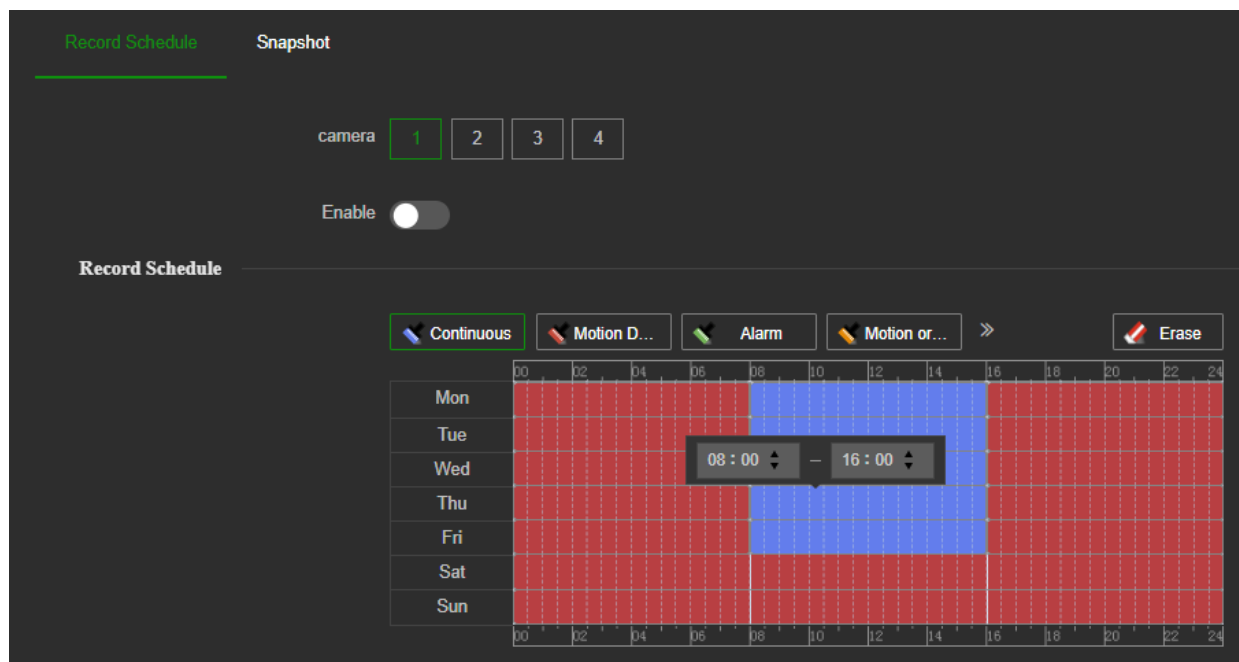 Record Schedule Snapshot
camera 1 2 3 4
Enable
Record Schedule
Continuous Motion D... Alarm Motion or... » Erase
00 02 04 06 08 10 12 14 16 18 20 22 24
Mon
Tue
08:00 – 16:00
Wed
Thu
Fri
Sat
Sun
00 02 04 06 08 10 12 14 16 18 20 22 24